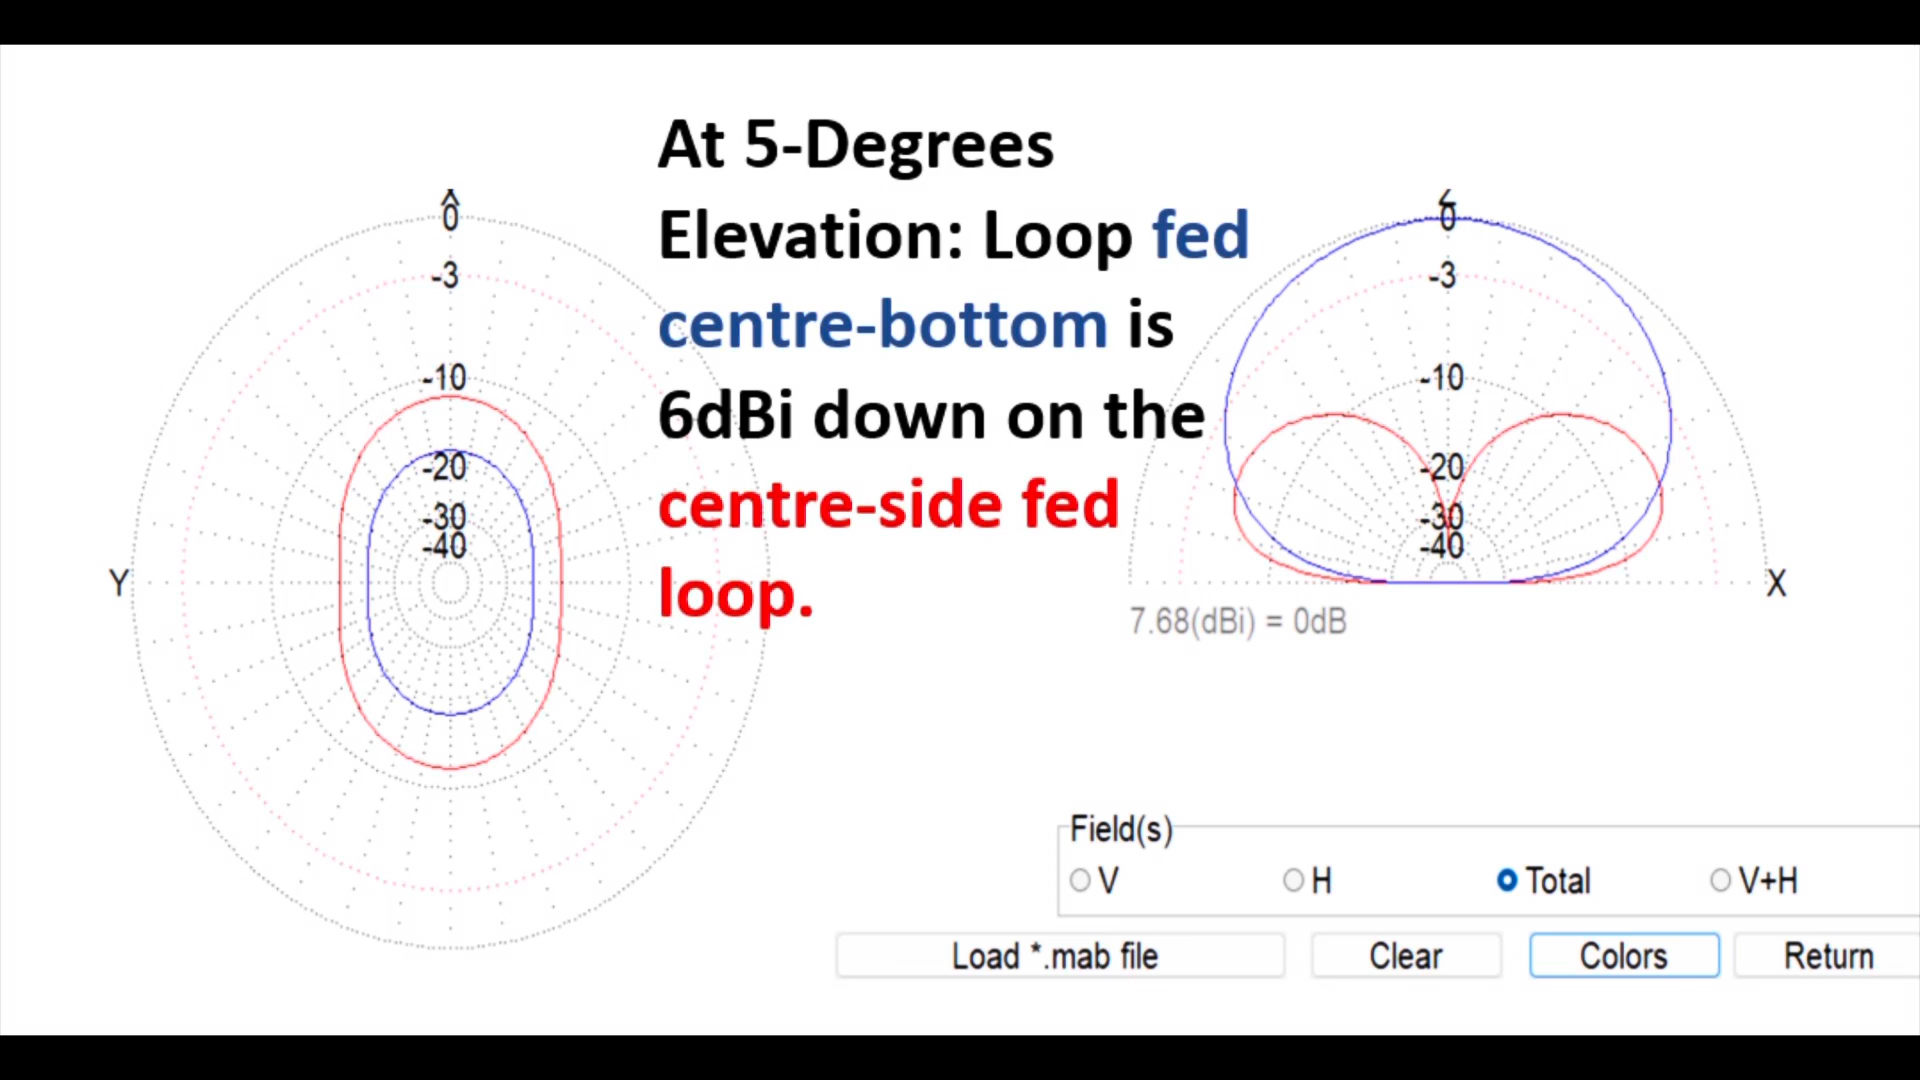 At 5-Degrees
Elevation: Loop fed
centre-bottom is
6dBi down on the
centre-side fed
loop.
0
-3
-10
-20
-30
-40
Y
0
-3
-10
-20
-30
-40
X
7.68(dBi) = 0dB
Field(s)
V H Total V+H
Load *.mab file Clear Colors Return